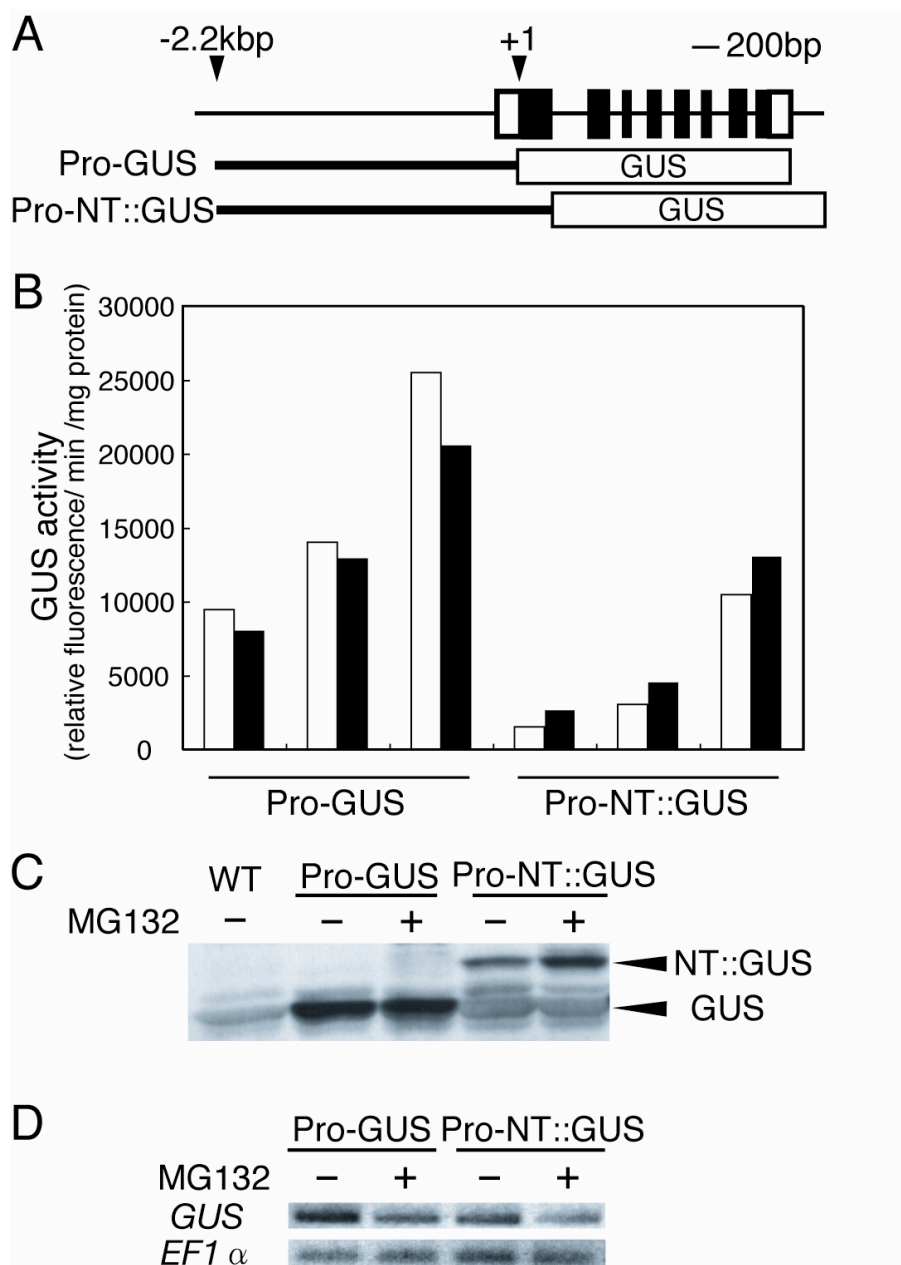 A
-2.2kbp +1 — 200bp
Pro-GUS GUS
Pro-NT::GUS GUS
B
GUS activity
(relative fluorescence/ min /mg protein)
30000
25000
20000
15000
10000
5000
0
Pro-GUS Pro-NT::GUS
C
WT Pro-GUS Pro-NT::GUS
MG132 − − + − +
NT::GUS
GUS
D
Pro-GUS Pro-NT::GUS
MG132 − + − +
GUS
EF1 α